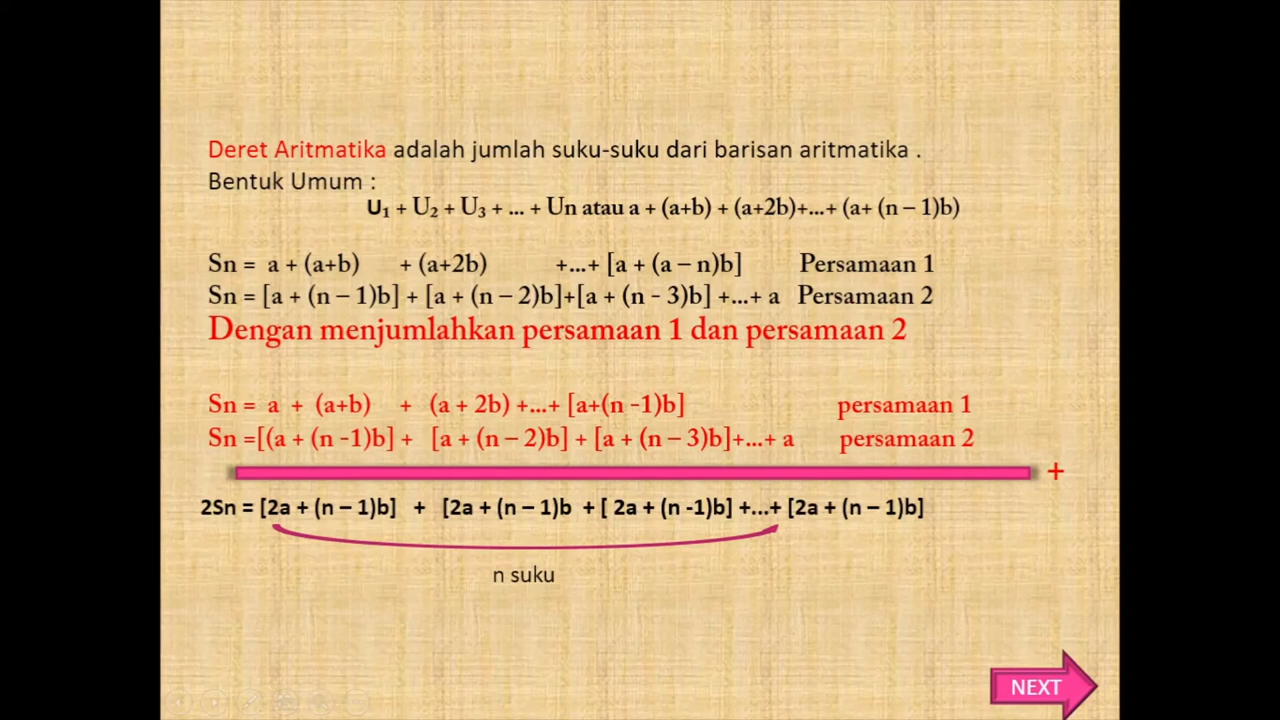 Deret Aritmatika adalah jumlah suku-suku dari barisan aritmatika .
Bentuk Umum :
U₁ + U₂ + U₃ + ... + Un atau a + (a+b) + (a+2b)+...+ (a+ (n – 1)b)
Sn = a + (a+b) + (a+2b) +...+ [a + (a – n)b] Persamaan 1
Sn = [a + (n – 1)b] + [a + (n – 2)b]+[a + (n - 3)b] +...+ a Persamaan 2
Dengan menjumlahkan persamaan 1 dan persamaan 2
Sn = a + (a+b) + (a + 2b) +...+ [a+(n -1)b] persamaan 1
Sn =[(a + (n -1)b] + [a + (n – 2)b] + [a + (n – 3)b]+...+ a persamaan 2
+
2Sn = [2a + (n – 1)b] + [2a + (n – 1)b + [ 2a + (n -1)b] +...+ [2a + (n – 1)b]
n suku
NEXT